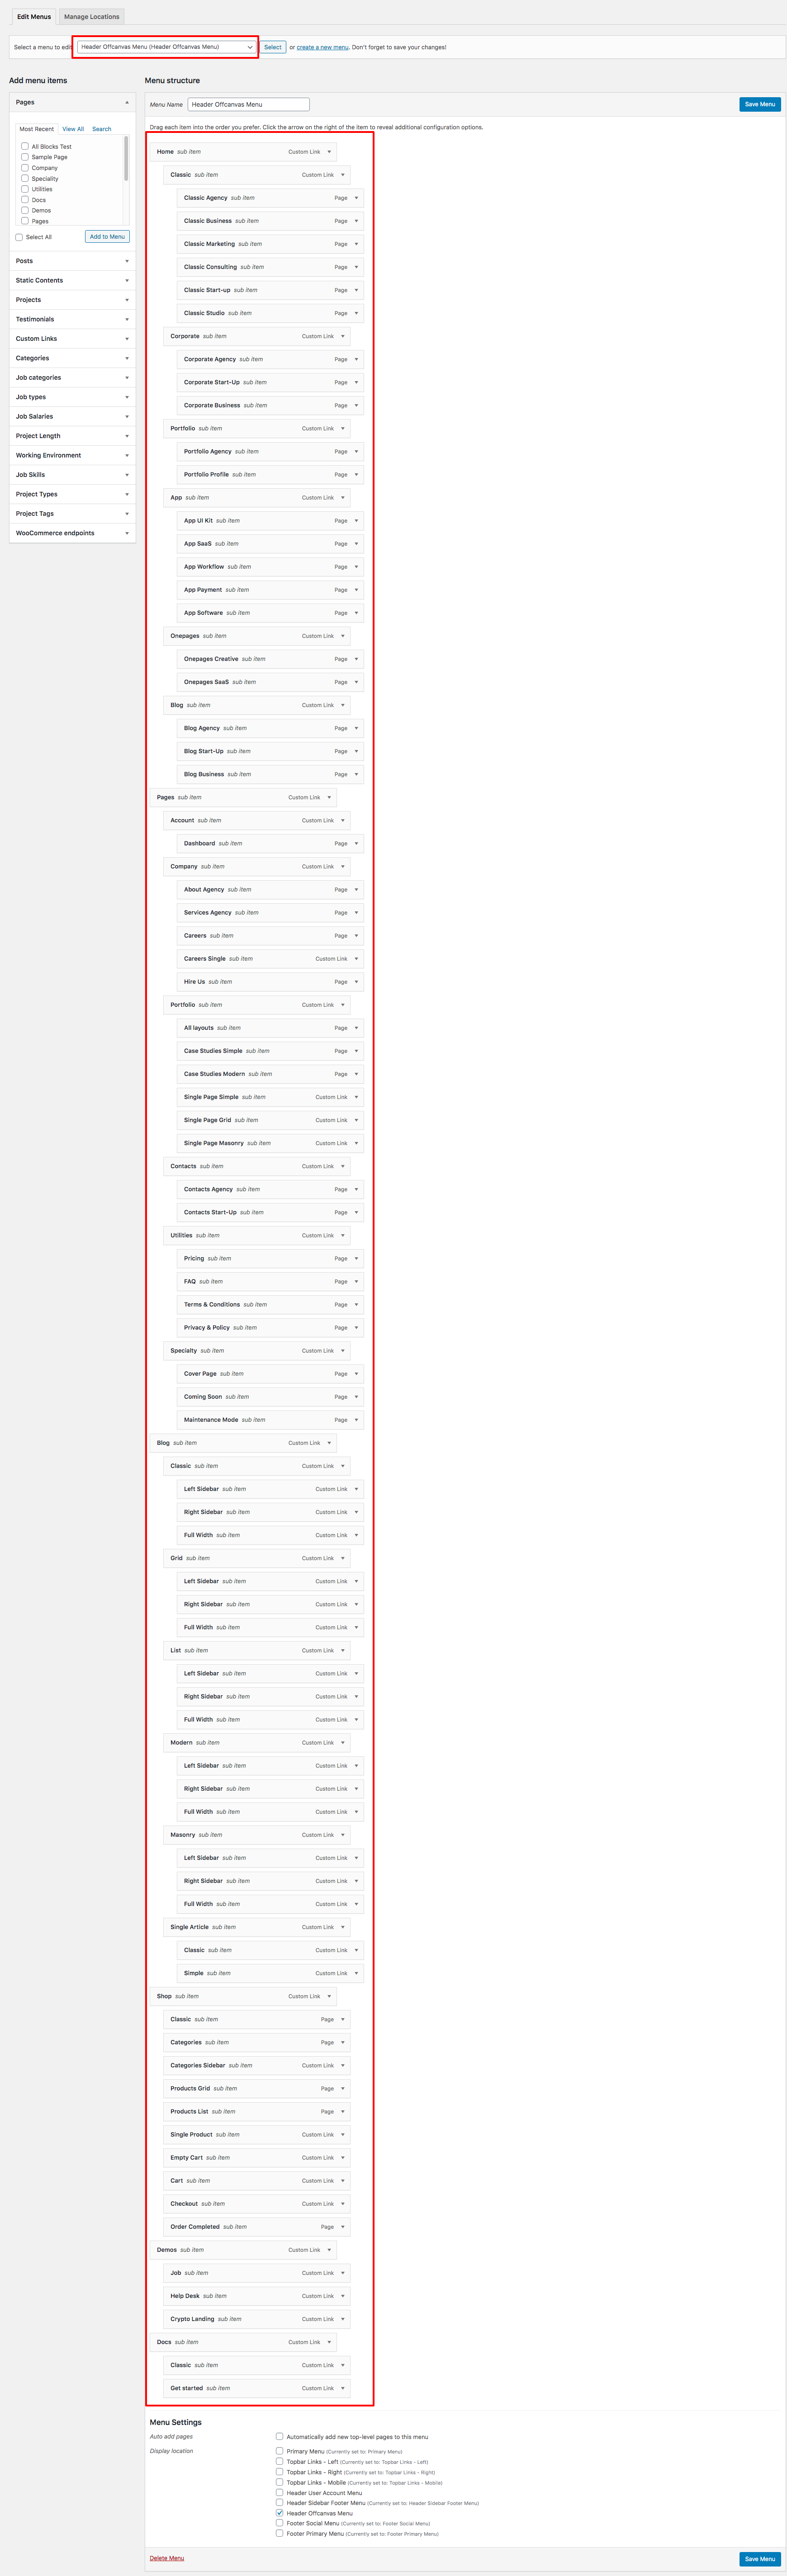 Edit Menus Manage Locations
Select a menu to edit: Header Offcanvas Menu (Header Offcanvas Menu) Select or create a new menu. Don't forget to save your changes!
Add menu items
Pages
Most Recent View All Search
All Blocks Test
Sample Page
Company
Speciality
Utilities
Docs
Demos
Pages
Select All Add to Menu
Posts
Static Contents
Projects
Testimonials
Custom Links
Categories
Job categories
Job types
Job Salaries
Project Length
Working Environment
Job Skills
Project Types
Project Tags
WooCommerce endpoints
Menu structure
Menu Name Header Offcanvas Menu Save Menu
Drag each item into the order you prefer. Click the arrow on the right of the item to reveal additional configuration options.
Home sub item Custom Link
Classic sub item Custom Link
Classic Agency sub item Page
Classic Business sub item Page
Classic Marketing sub item Page
Classic Consulting sub item Page
Classic Start-up sub item Page
Classic Studio sub item Page
Corporate sub item Custom Link
Corporate Agency sub item Page
Corporate Start-Up sub item Page
Corporate Business sub item Page
Portfolio sub item Custom Link
Portfolio Agency sub item Page
Portfolio Profile sub item Page
App sub item Custom Link
App UI Kit sub item Page
App SaaS sub item Page
App Workflow sub item Page
App Payment sub item Page
App Software sub item Page
Onepages sub item Custom Link
Onepages Creative sub item Page
Onepages SaaS sub item Page
Blog sub item Custom Link
Blog Agency sub item Page
Blog Start-Up sub item Page
Blog Business sub item Page
Pages sub item Custom Link
Account sub item Custom Link
Dashboard sub item Page
Company sub item Custom Link
About Agency sub item Page
Services Agency sub item Page
Careers sub item Page
Careers Single sub item Custom Link
Hire Us sub item Page
Portfolio sub item Custom Link
All layouts sub item Page
Case Studies Simple sub item Page
Case Studies Modern sub item Page
Single Page Simple sub item Custom Link
Single Page Grid sub item Custom Link
Single Page Masonry sub item Custom Link
Contacts sub item Custom Link
Contacts Agency sub item Page
Contacts Start-Up sub item Page
Utilities sub item Custom Link
Pricing sub item Page
FAQ sub item Page
Terms & Conditions sub item Page
Privacy & Policy sub item Page
Specialty sub item Custom Link
Cover Page sub item Page
Coming Soon sub item Page
Maintenance Mode sub item Page
Blog sub item Custom Link
Classic sub item Custom Link
Left Sidebar sub item Custom Link
Right Sidebar sub item Custom Link
Full Width sub item Custom Link
Grid sub item Custom Link
Left Sidebar sub item Custom Link
Right Sidebar sub item Custom Link
Full Width sub item Custom Link
List sub item Custom Link
Left Sidebar sub item Custom Link
Right Sidebar sub item Custom Link
Full Width sub item Custom Link
Modern sub item Custom Link
Left Sidebar sub item Custom Link
Right Sidebar sub item Custom Link
Full Width sub item Custom Link
Masonry sub item Custom Link
Left Sidebar sub item Custom Link
Right Sidebar sub item Custom Link
Full Width sub item Custom Link
Single Article sub item Custom Link
Classic sub item Custom Link
Simple sub item Custom Link
Shop sub item Custom Link
Classic sub item Page
Categories sub item Page
Categories Sidebar sub item Custom Link
Products Grid sub item Page
Products List sub item Page
Single Product sub item Custom Link
Empty Cart sub item Custom Link
Cart sub item Custom Link
Checkout sub item Custom Link
Order Completed sub item Page
Demos sub item Custom Link
Job sub item Custom Link
Help Desk sub item Custom Link
Crypto Landing sub item Custom Link
Docs sub item Custom Link
Classic sub item Custom Link
Get started sub item Custom Link
Menu Settings
Auto add pages Automatically add new top-level pages to this menu
Display location Primary Menu (Currently set to: Primary Menu)
Topbar Links - Left (Currently set to: Topbar Links - Left)
Topbar Links - Right (Currently set to: Topbar Links - Right)
Topbar Links - Mobile (Currently set to: Topbar Links - Mobile)
Header User Account Menu
Header Sidebar Footer Menu (Currently set to: Header Sidebar Footer Menu)
Header Offcanvas Menu
Footer Social Menu (Currently set to: Footer Social Menu)
Footer Primary Menu (Currently set to: Footer Primary Menu)
Delete Menu Save Menu